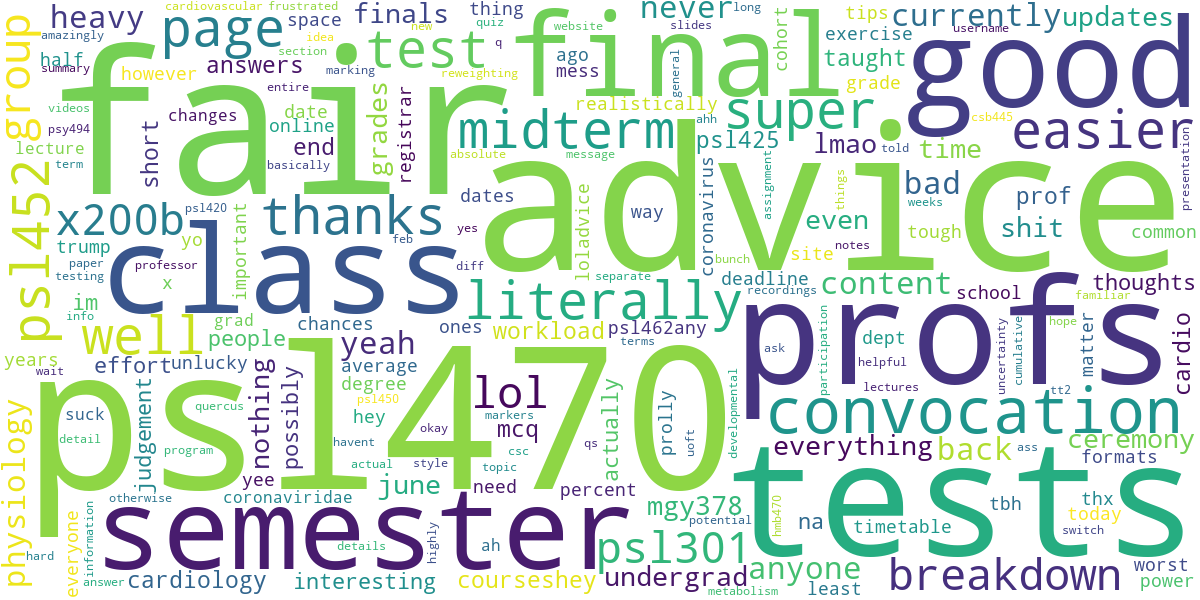 cardiovascular frustrated
amazingly
heavy
space
finals
thing
quiz
never
long
tips
currently
updates
username
group
page
idea
new
website
slides
cohort
exercise
half
section
test
q
ago
taught
summary
answers
marking
reweighting
mess
general
grade
good
however
entire
fair
final
videos
changes
date
grades
registrar
realistically
super
csb445
easier
psy494
online
midterm
psl425
ahh
lmao
told
time
lecture
short
end
absolute
message
term
basically
advice
coronavirus
assignment
things
bad
prof
presentation
psl452
x200b
psl420
thanks
dates
way
weeks
even
shit
tough
common
trump
feb
yes
loladvice
bunch
notes
site
yo
important
class
paper
professor
diff
separate
deadline
testing
x
literally
recordings
content
school
thoughts
im
info
grad
chances
ones
workload
psl462any
profs
familiar
well
people
yeah
terms
dept
uncertainty
cumulative
hope
matter
cardio
years
effort
unlucky
average
ask
participation
helpful
wait
degree
lectures
tt2
psl470
lol
psl450
actually
prolly
developmental
convocation
suck
judgement
quercus
nothing
possibly
hey
markers
mcq
qs
uoft
detail
havent
okay
csc
everything
back
ass
ceremony
program
actual
style
topic
formats
physiology
yee
june
need
percent
tests
worst
otherwise
coronaviridae
mgy378
hmb470
na
tbh
thx
today
everyone
information
semester
highly
potential
timetable
switch
hard
details
ah
psl301
anyone
answer
cardiology
interesting
courseshey
undergrad
metabolism
least
breakdown
power